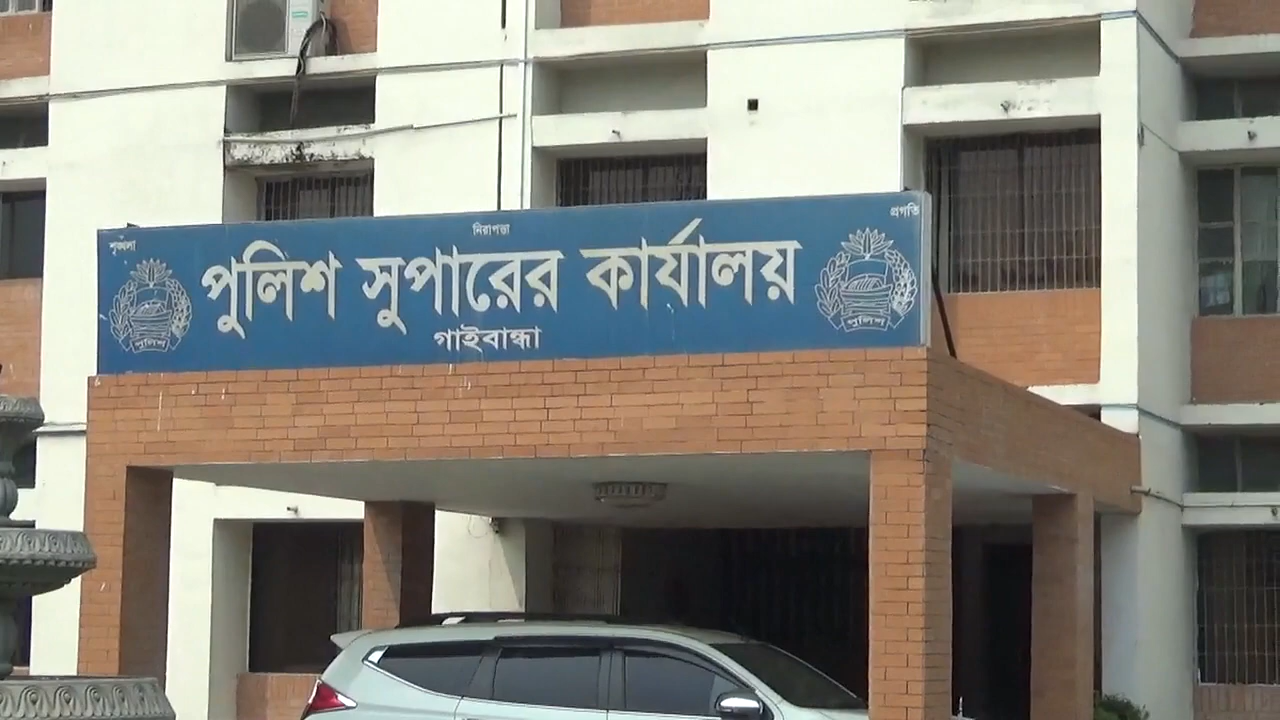 শৃঙ্খলা নিরাপত্তা প্রগতি
পুলিশ সুপারের কার্যালয়
গাইবান্ধা
পুলিশ
পুলিশ